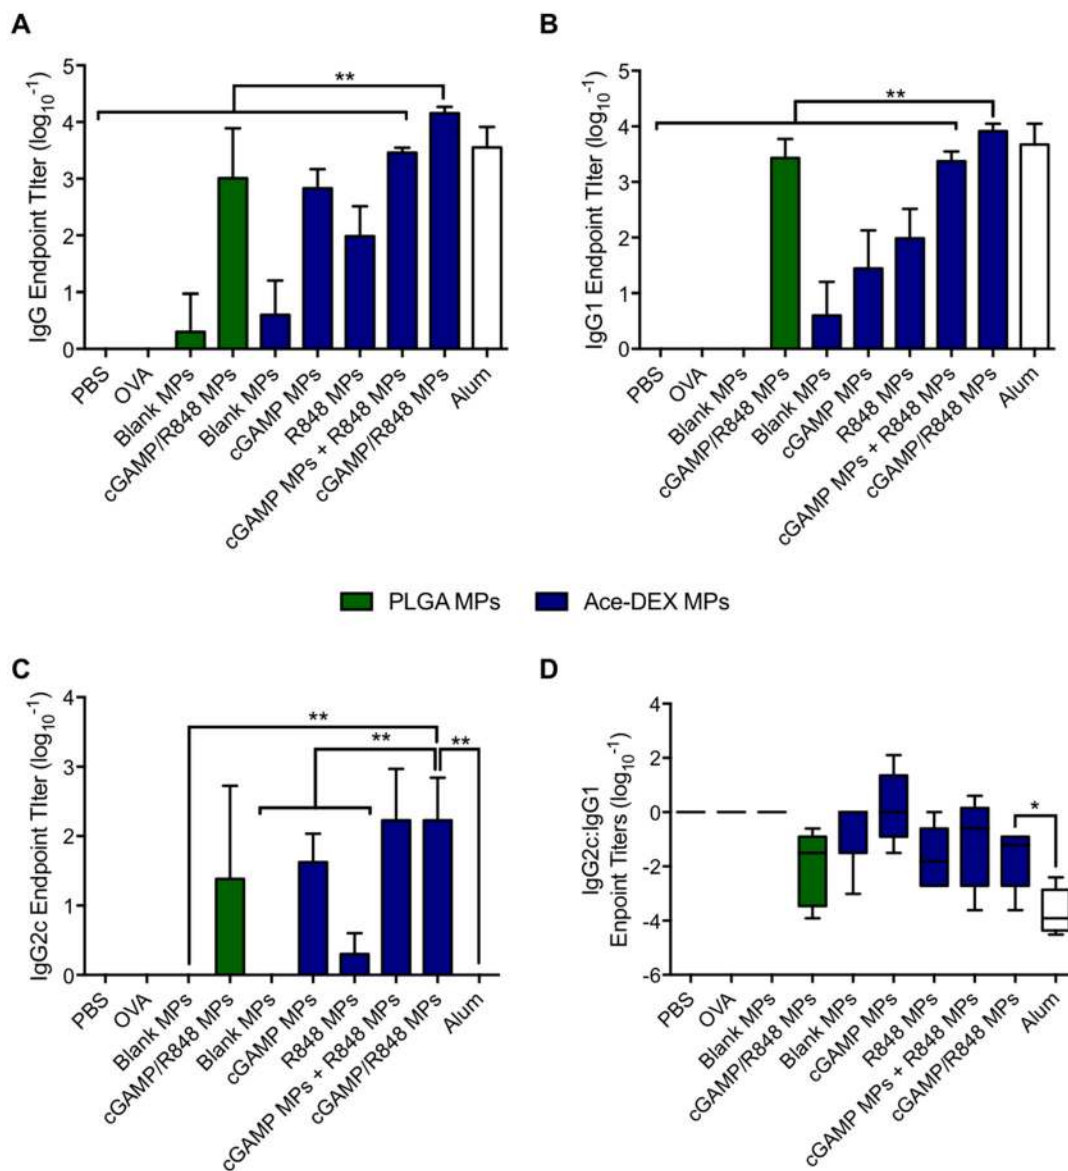 A
IgG Endpoint TIter (log10-1)
5
4
3
2
1
0
**
PBS
OVA
Blank MPs
cGAMP/R848 MPs
Blank MPs
cGAMP MPs
R848 MPs
cGAMP MPs + R848 MPs
cGAMP/R848 MPs
Alum
B
IgG1 Endpoint TIter (log10-1)
5
4
3
2
1
0
**
PBS
OVA
Blank MPs
cGAMP/R848 MPs
Blank MPs
cGAMP MPs
R848 MPs
cGAMP MPs + R848 MPs
cGAMP/R848 MPs
Alum
PLGA MPs
Ace-DEX MPs
C
IgG2c Endpoint TIter (log10-1)
4
3
2
1
0
**
**
**
PBS
OVA
Blank MPs
cGAMP/R848 MPs
Blank MPs
cGAMP MPs
R848 MPs
cGAMP MPs + R848 MPs
cGAMP/R848 MPs
Alum
D
IgG2c:IgG1
Enpoint Titers (log10-1)
4
2
0
-2
-4
-6
*
PBS
OVA
Blank MPs
cGAMP/R848 MPs
Blank MPs
cGAMP MPs
R848 MPs
cGAMP MPs + R848 MPs
cGAMP/R848 MPs
Alum